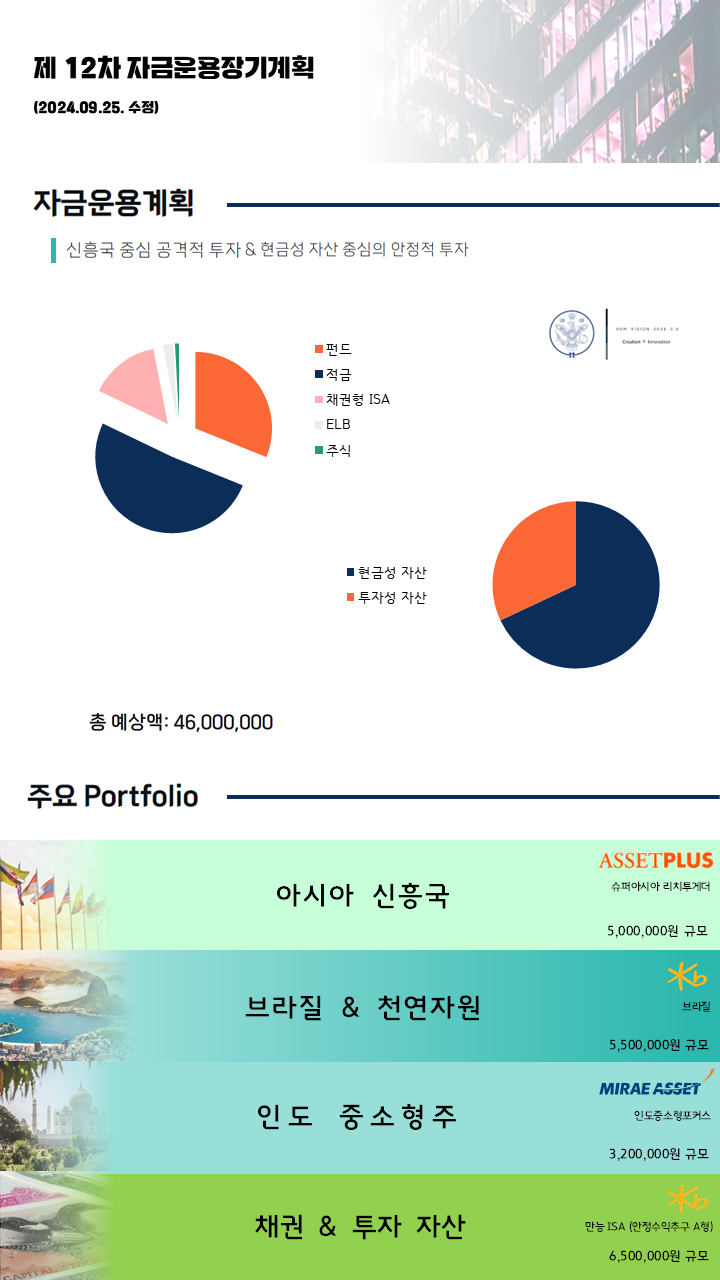 제 12차 자금운용장기계획
(2024.09.25. 수정)
자금운용계획
신흥국 중심 공격적 투자 & 현금성 자산 중심의 안정적 투자
펀드
적금
채권형 ISA
ELB
주식
Creation * Innovation
현금성 자산
투자성 자산
총 예상액: 46,000,000
주요 Portfolio
ASSETPLUS
아시아 신흥국
슈퍼아시아 리치투게더
5,000,000원 규모
Kb
브라질 & 천연자원
브라질
5,500,000원 규모
MIRAE ASSET
인도 중소형주
인도중소형포커스
3,200,000원 규모
Kb
채권 & 투자 자산
만능 ISA (안정수익추구 A형)
6,500,000원 규모